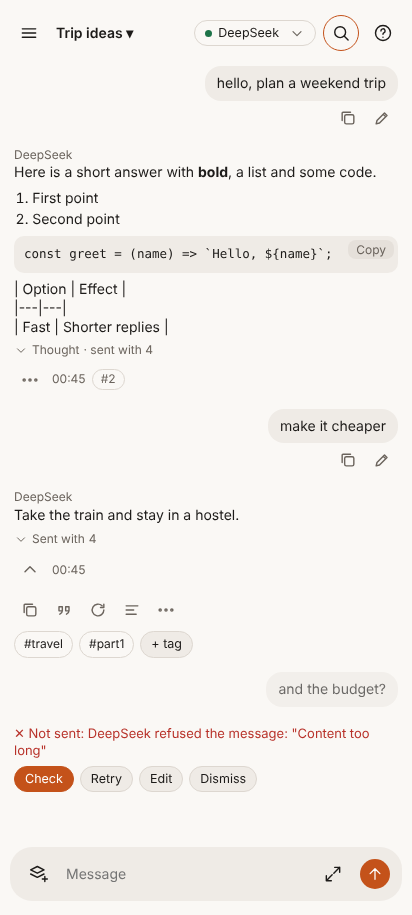 Trip ideas ▾
DeepSeek
hello, plan a weekend trip
DeepSeek
Here is a short answer with bold, a list and some code.
1. First point
2. Second point
const greet = (name) => `Hello, ${name}`;
Copy
| Option | Effect |
|---|---|
| Fast | Shorter replies |
Thought · sent with 4
00:45 #2
make it cheaper
DeepSeek
Take the train and stay in a hostel.
Sent with 4
00:45
#travel #part1 + tag
and the budget?
✕ Not sent: DeepSeek refused the message: "Content too
long"
Check Retry Edit Dismiss
Message